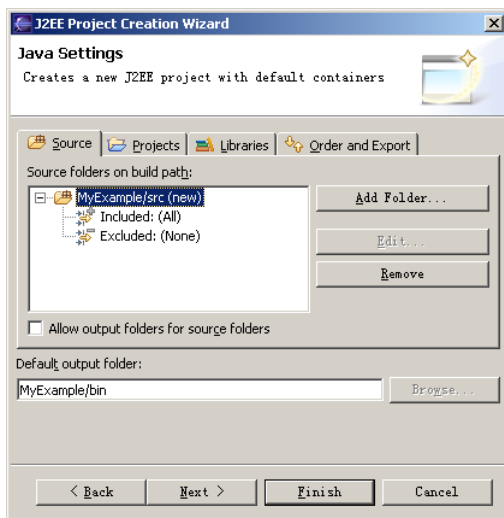 J2EE Project Creation Wizard
Java Settings
Creates a new J2EE project with default containers
Source Projects Libraries Order and Export
Source folders on build path:
MyExample/src (new)
Included: (All)
Excluded: (None)
Add Folder...
Edit...
Remove
Allow output folders for source folders
Default output folder:
MyExample/bin
Browse...
< Back Next > Finish Cancel